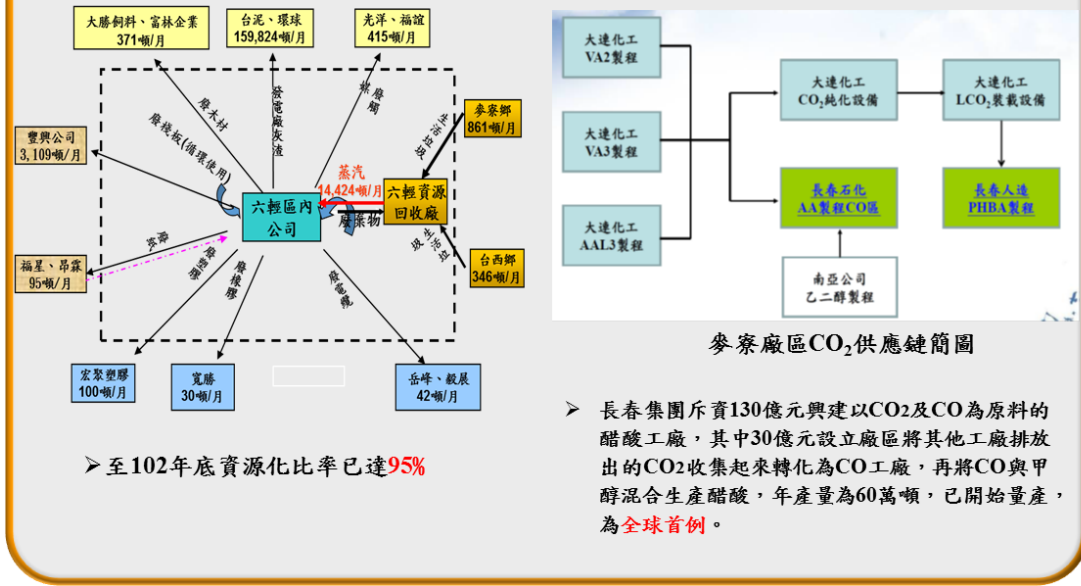 大勝飼料、富林企業
371噸/月
台泥、環球
159,824噸/月
光洋、福誼
415噸/月
廢木材
發電廠灰渣
廢觸媒
豐興公司
3,109噸/月
廢棧板(循環使用)
麥寮鄉
861噸/月
生活垃圾
蒸汽
14,424噸/月
六輕區內
公司
廢棄物
六輕資源
回收廠
生活垃圾
台西鄉
346噸/月
福星、昂霖
95噸/月
廢紙
廢塑膠
廢橡膠
廢電纜
宏聚塑膠
100噸/月
寬勝
30噸/月
岳峰、毅展
42噸/月
➢至102年底資源化比率已達95%
大連化工
VA2製程
大連化工
VA3製程
大連化工
AAL3製程
大連化工
CO₂純化設備
大連化工
LCO₂裝載設備
長春石化
AA製程CO區
長春人造
PHBA製程
南亞公司
乙二醇製程
麥寮廠區CO₂供應鏈簡圖
➢ 長春集團斥資130億元興建以CO2及CO為原料的
醋酸工廠，其中30億元設立廠區將其他工廠排放
出的CO2收集起來轉化為CO工廠，再將CO與甲
醇混合生產醋酸，年產量為60萬噸，已開始量產，
為全球首例。